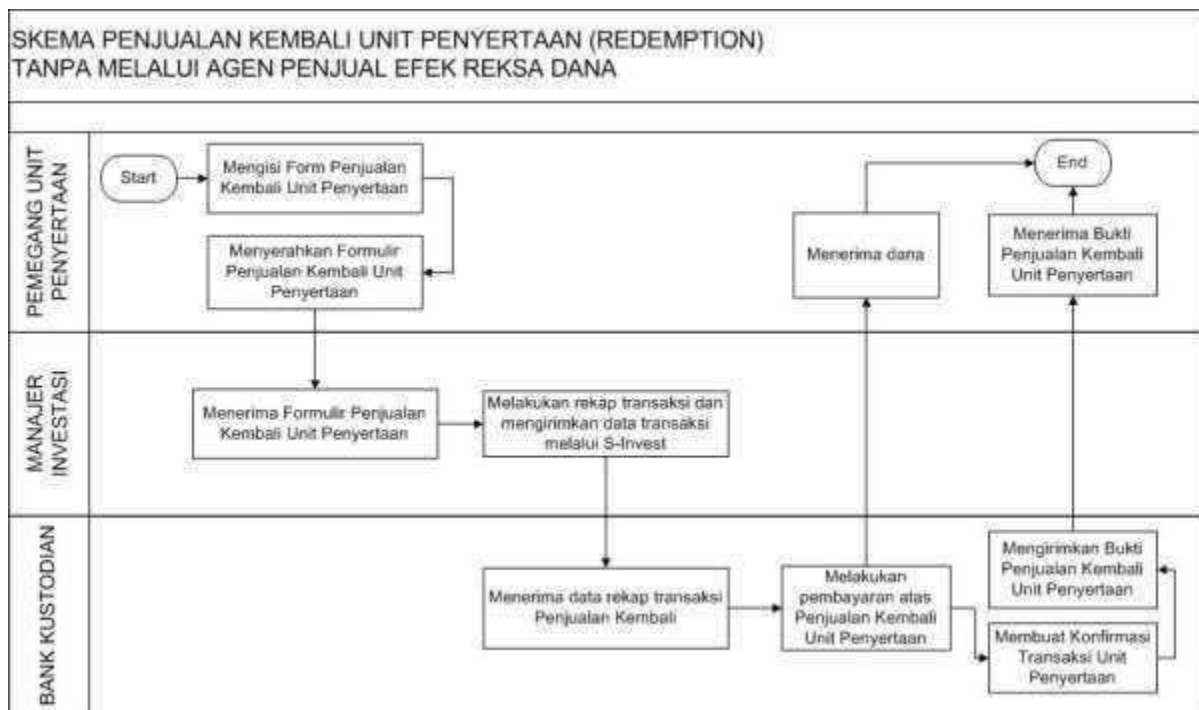 SKEMA PENJUALAN KEMBALI UNIT PENYERTAAN (REDEMPTION)
TANPA MELALUI AGEN PENJUAL EFEK REKSA DANA
PEMEGANG UNIT
PENYERTAAN
Start
Mengisi Form Penjualan
Kembali Unit Penyertaan
Menyerahkan Formulir
Penjualan Kembali Unit
Penyertaan
Menerima dana
End
Menerima Bukti
Penjualan Kembali
Unit Penyertaan
MANAJER
INVESTASI
Menerima Formulir Penjualan
Kembali Unit Penyertaan
Melakukan rekap transaksi dan
mengirimkan data transaksi
melalui S-Invest
BANK KUSTODIAN
Menerima data rekap transaksi
Penjualan Kembali
Melakukan
pembayaran atas
Penjualan Kembali
Unit Penyertaan
Mengirimkan Bukti
Penjualan Kembali
Unit Penyertaan
Membuat Konfirmasi
Transaksi Unit
Penyertaan